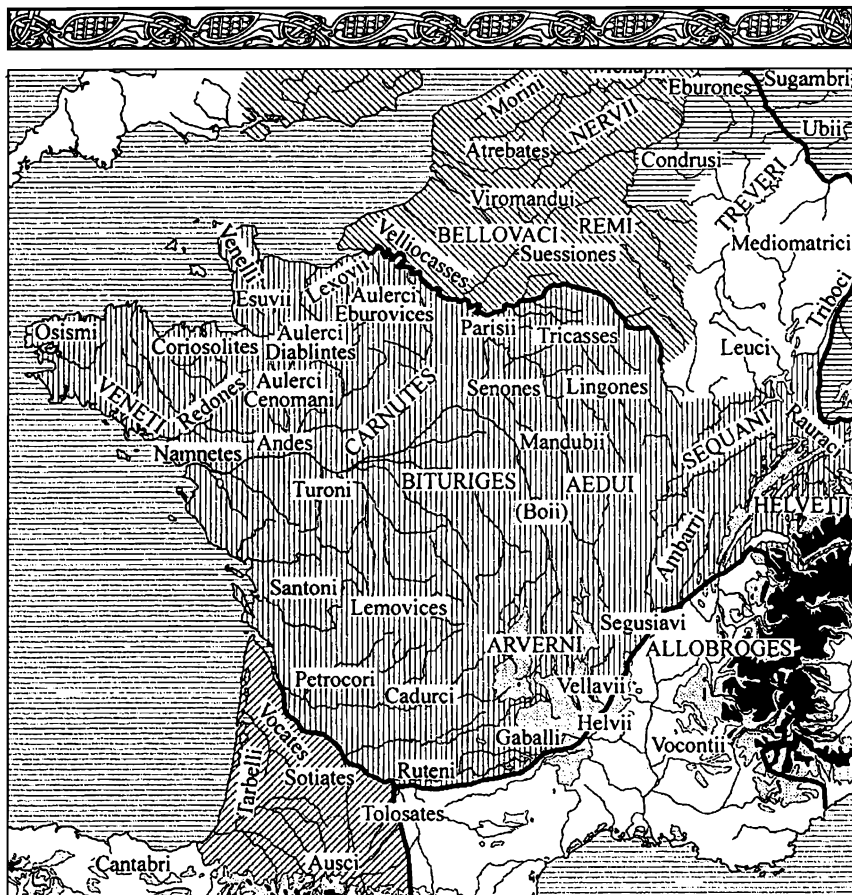 Sugambri
Eburones
Morini
NERVII
Ubii
Atrebates
Condrusi
TREVERI
Viromandui
REMI
BELLOVACI
Mediomatrici
Velliocasses
Suessiones
Venelli
Lexovii
Esuvii
Aulerci
Eburovices
Triboci
Parisii
Tricasses
Osismi
Coriosolites
Aulerci
Diablintes
Leuci
Redones
Aulerci
Cenomani
CARNUTES
Senones
Lingones
VENETI
Rauraci
SEQUANI
Andes
Mandubii
Namnetes
BITURIGES
AEDUI
Turoni
(Boii)
HELVETII
Ambarri
Santoni
Lemovices
Segusiavi
ARVERNI
ALLOBROGES
Petrocori
Cadurci
Vellavii
Helvii
Vocates
Gaballi
Vocontii
Tarbelli
Sotiates
Ruteni
Tolosates
Cantabri
Ausci